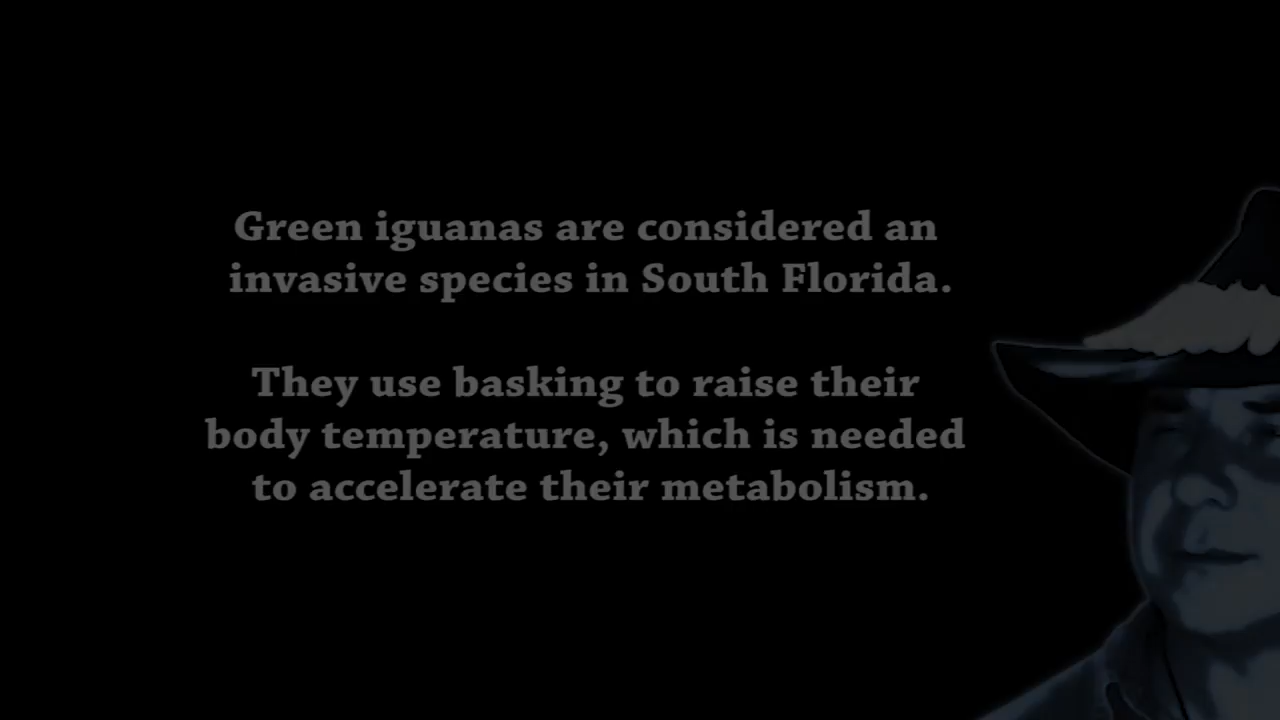 Green iguanas are considered an
invasive species in South Florida.
They use basking to raise their
body temperature, which is needed
to accelerate their metabolism.